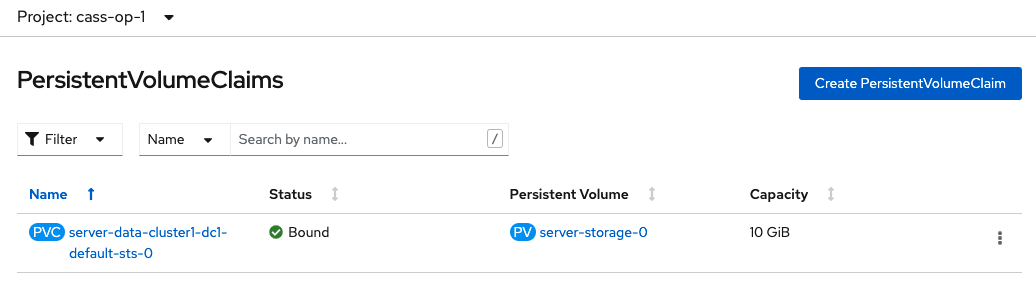 Project: cass-op-1
PersistentVolumeClaims
Create PersistentVolumeClaim
Filter
Name
Search by name...
/
Name Status Persistent Volume Capacity
PVC server-data-cluster1-dc1- Bound PV server-storage-0 10 GiB
default-sts-0